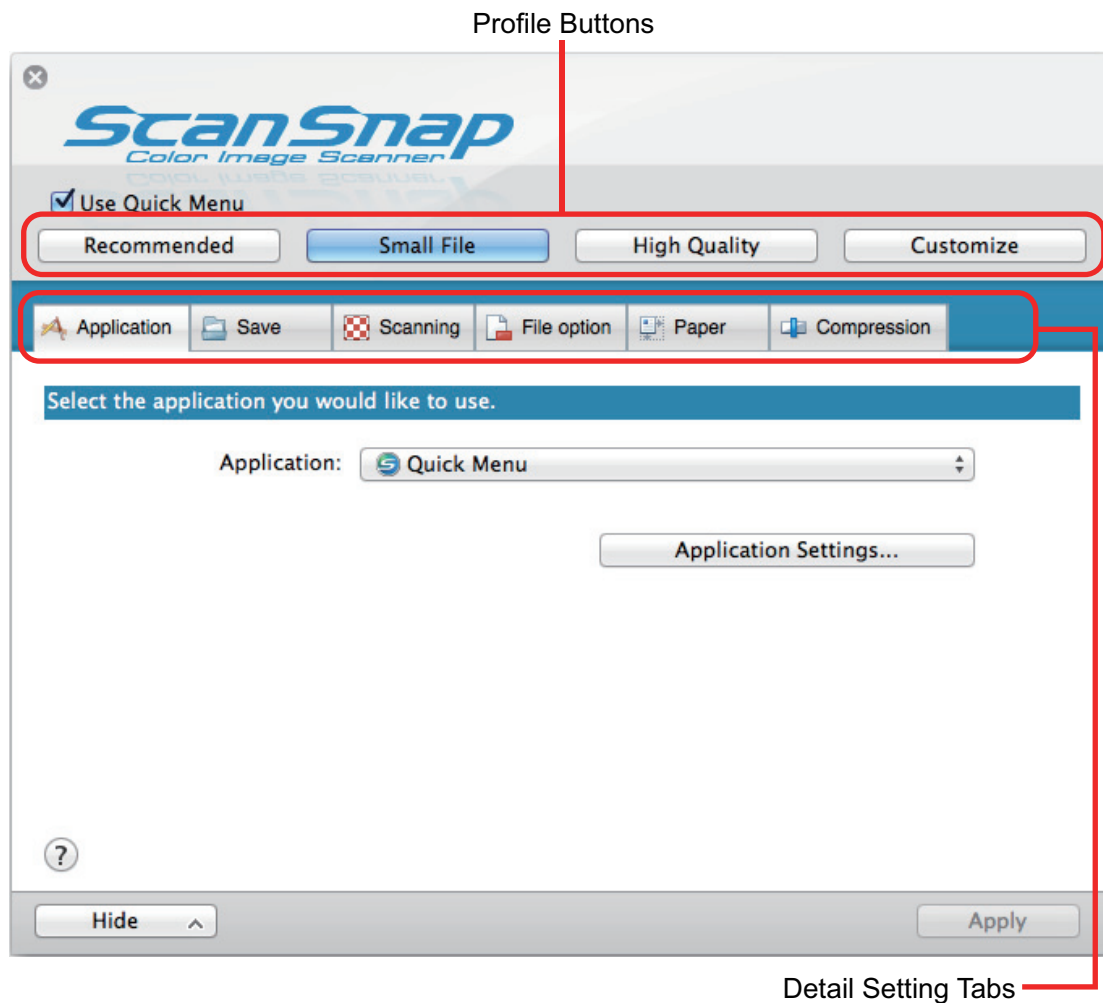 Profile Buttons
ScanSnap
Color Image Scanner
Use Quick Menu
Recommended Small File High Quality Customize
Application Save Scanning File option Paper Compression
Select the application you would like to use.
Application: Quick Menu
Application Settings...
?
Hide Apply
Detail Setting Tabs